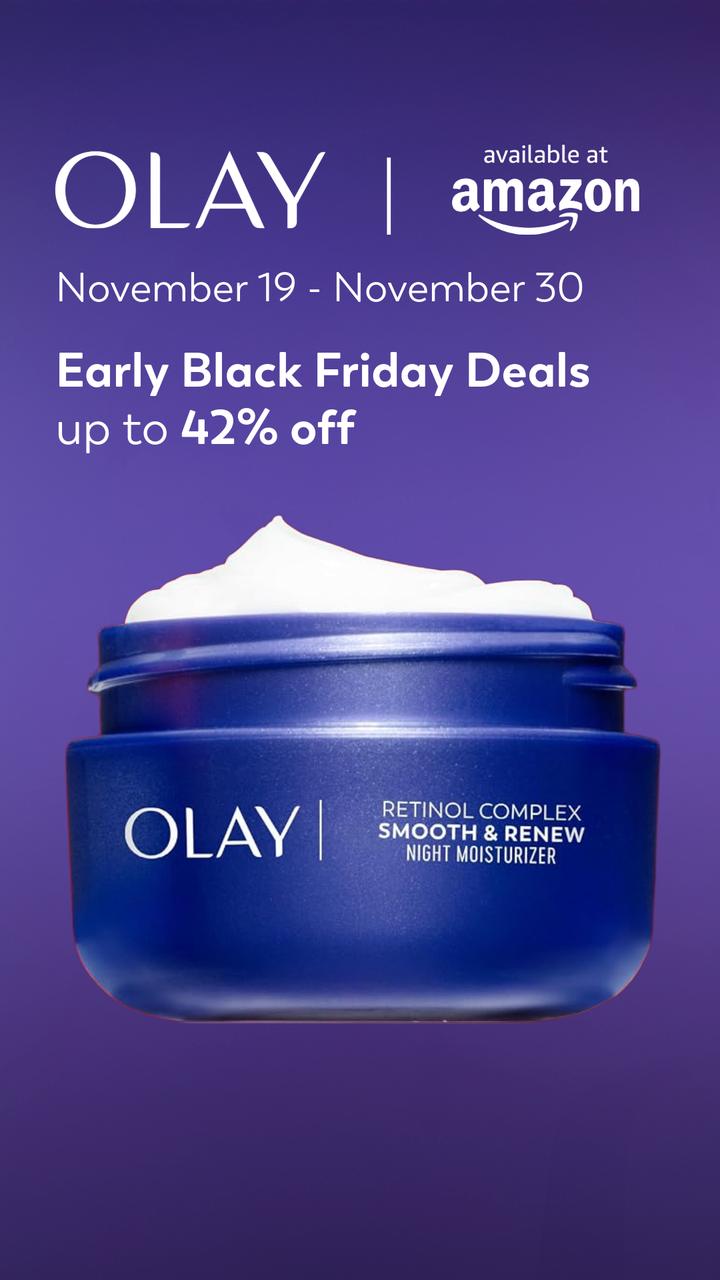 OLAY
available at
amazon
November 19 - November 30
Early Black Friday Deals
up to 42% off
OLAY
RETINOL COMPLEX
SMOOTH & RENEW
NIGHT MOISTURIZER